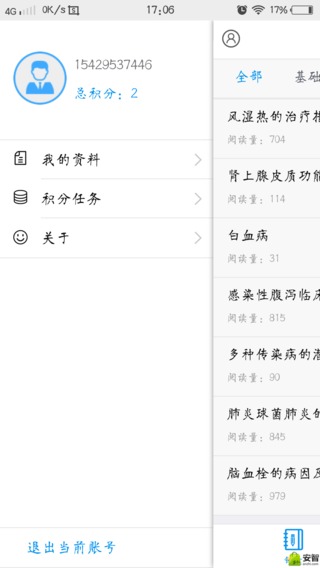 4G 0K/s 17:06 17%
15429537446
总积分：2
我的资料
积分任务
关于
退出当前账号
全部 基础
风湿热的治疗措
阅读量：704
肾上腺皮质功能
阅读量：114
白血病
阅读量：31
感染性腹泻临床
阅读量：815
多种传染病的潜
阅读量：90
肺炎球菌肺炎的
阅读量：845
脑血栓的病因及
阅读量：979
安智